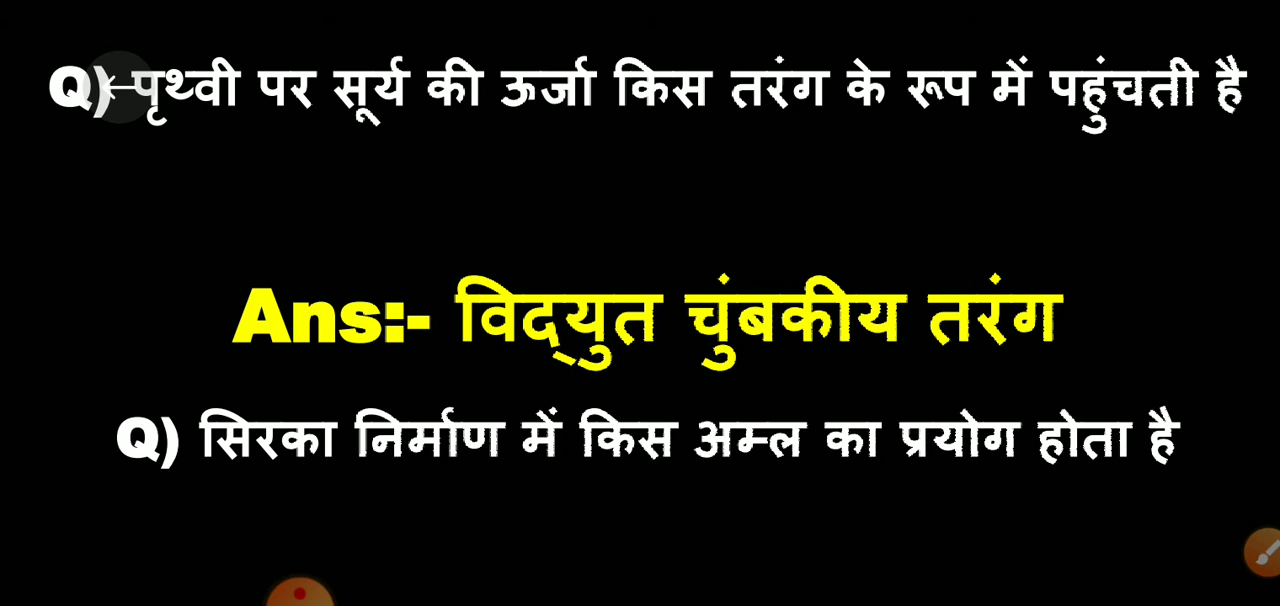 Q) पृथ्वी पर सूर्य की ऊर्जा किस तरंग के रूप में पहुंचती है
Ans:- विद्युत चुंबकीय तरंग
Q) सिरका निर्माण में किस अम्ल का प्रयोग होता है